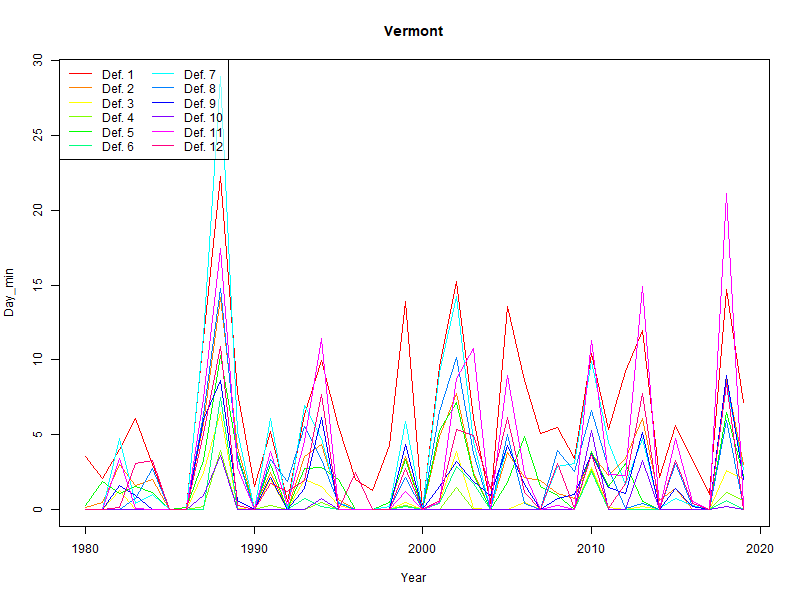 Vermont
30
25
20
15
10
5
0
Day_min
Def. 1
Def. 2
Def. 3
Def. 4
Def. 5
Def. 6
Def. 7
Def. 8
Def. 9
Def. 10
Def. 11
Def. 12
1980 1990 2000 2010 2020
Year